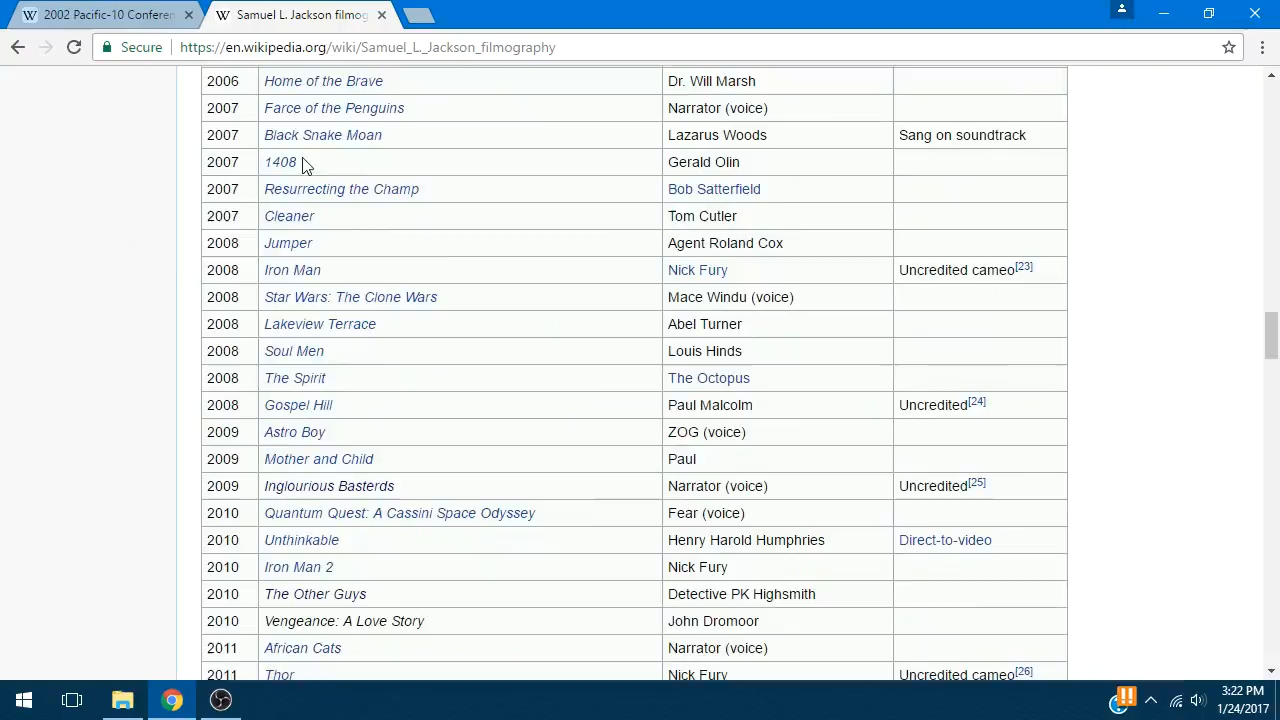 2002 Pacific-10 Conferen
Samuel L. Jackson filmog
Secure https://en.wikipedia.org/wiki/Samuel_L._Jackson_filmography
2006 Home of the Brave Dr. Will Marsh
2007 Farce of the Penguins Narrator (voice)
2007 Black Snake Moan Lazarus Woods Sang on soundtrack
2007 1408 Gerald Olin
2007 Resurrecting the Champ Bob Satterfield
2007 Cleaner Tom Cutler
2008 Jumper Agent Roland Cox
2008 Iron Man Nick Fury Uncredited cameo[23]
2008 Star Wars: The Clone Wars Mace Windu (voice)
2008 Lakeview Terrace Abel Turner
2008 Soul Men Louis Hinds
2008 The Spirit The Octopus
2008 Gospel Hill Paul Malcolm Uncredited[24]
2009 Astro Boy ZOG (voice)
2009 Mother and Child Paul
2009 Inglourious Basterds Narrator (voice) Uncredited[25]
2010 Quantum Quest: A Cassini Space Odyssey Fear (voice)
2010 Unthinkable Henry Harold Humphries Direct-to-video
2010 Iron Man 2 Nick Fury
2010 The Other Guys Detective PK Highsmith
2010 Vengeance: A Love Story John Dromoor
2011 African Cats Narrator (voice)
2011 Thor Nick Fury Uncredited cameo[26]
3:22 PM
1/24/2017